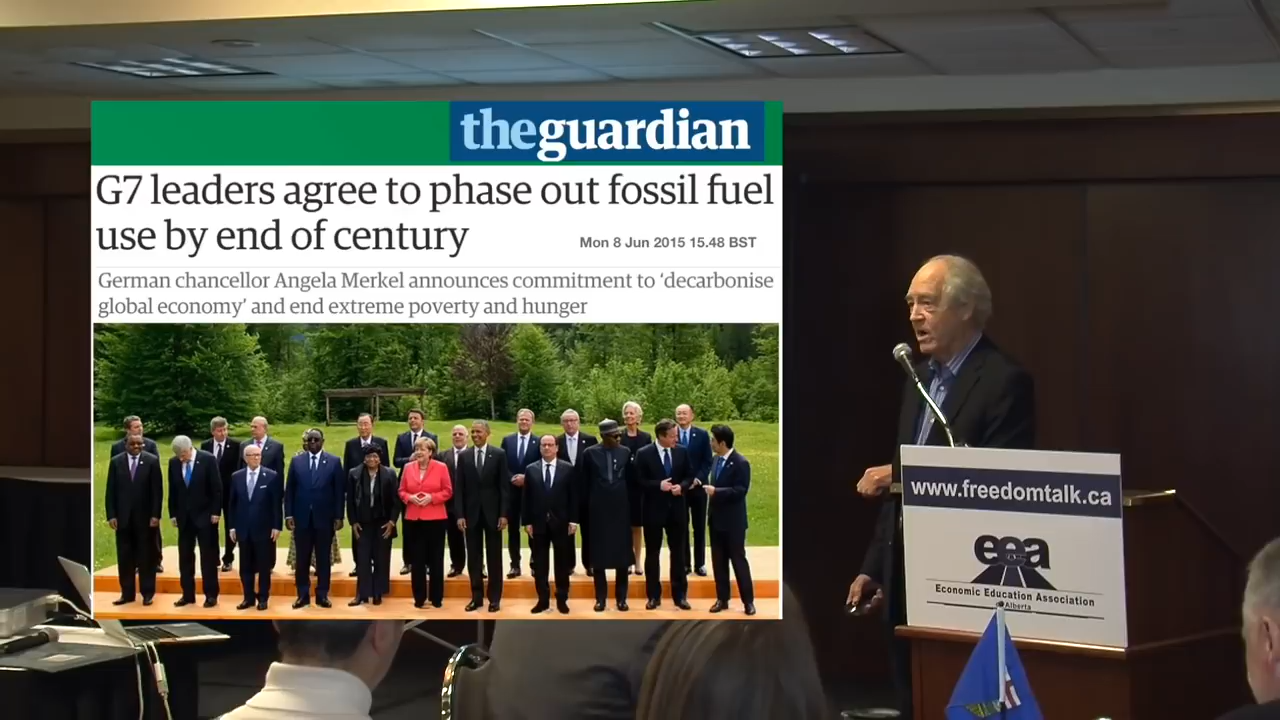 theguardian
G7 leaders agree to phase out fossil fuel
use by end of century
Mon 8 Jun 2015 15.48 BST
German chancellor Angela Merkel announces commitment to ‘decarbonise
global economy’ and end extreme poverty and hunger
www.freedomtalk.ca
eea
Economic Education Association
of Alberta